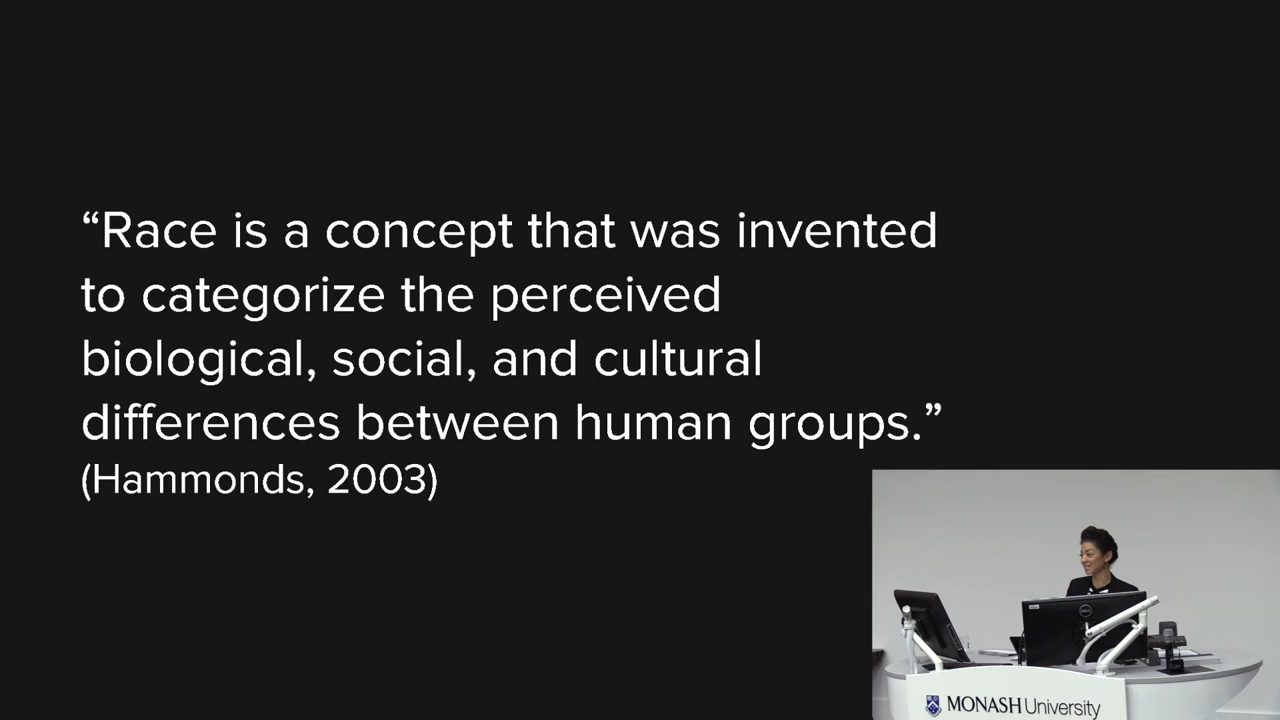 “Race is a concept that was invented
to categorize the perceived
biological, social, and cultural
differences between human groups.”
(Hammonds, 2003)
MONASH University